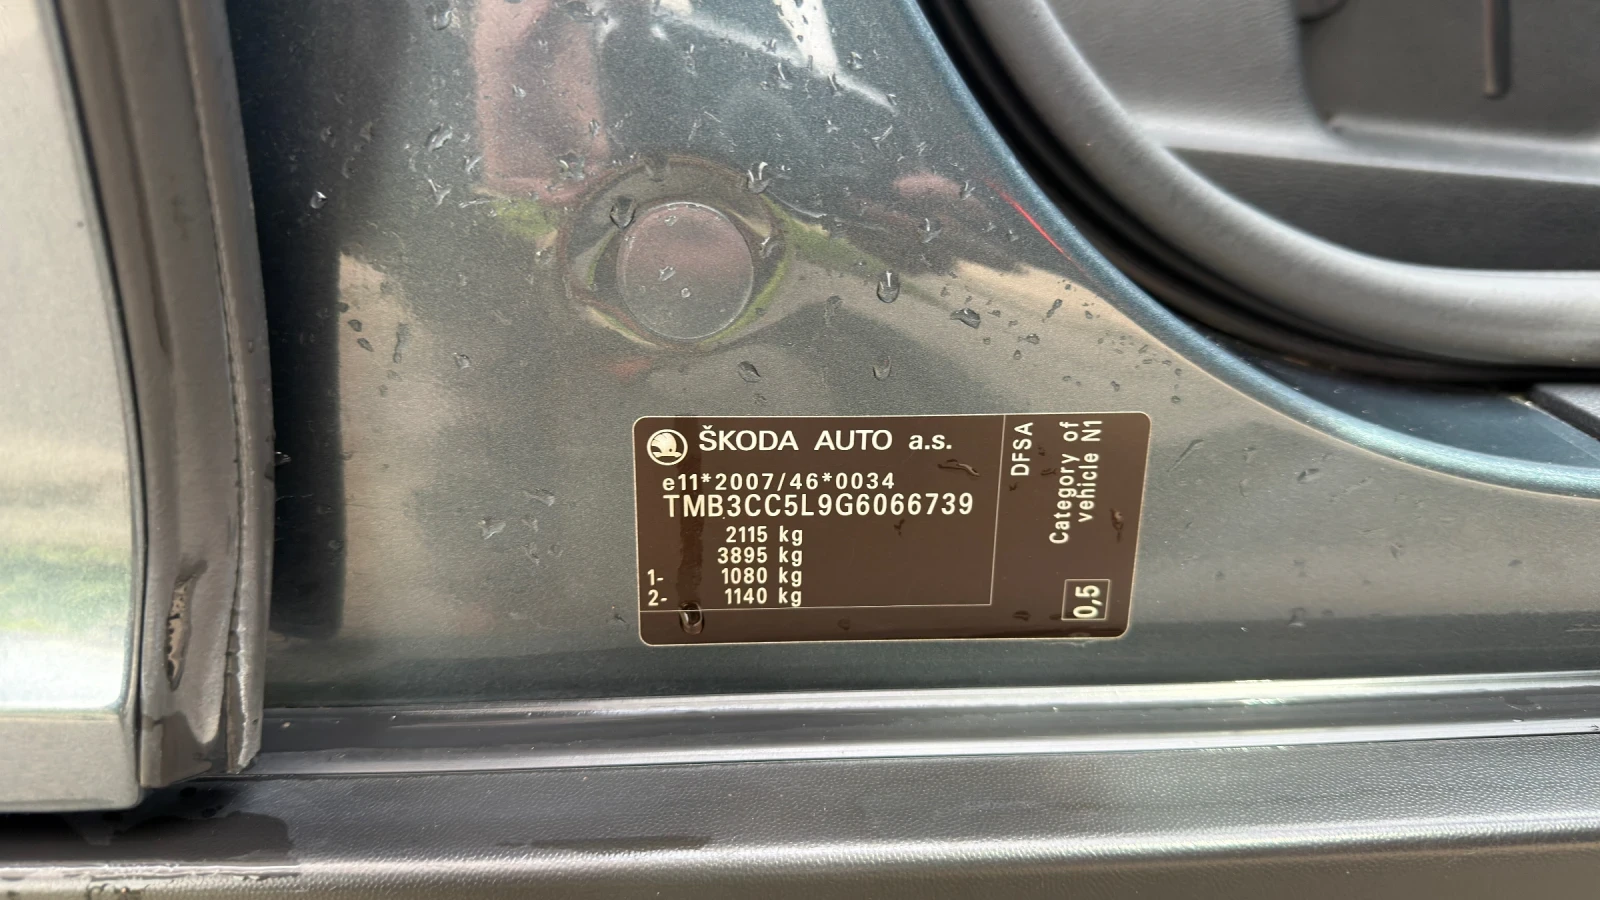 ŠKODA AUTO a.s.
e11*2007/46*0034
TMB3CC5L9G6066739
2115 kg
3895 kg
1- 1080 kg
2- 1140 kg
DFSA
Category of
vehicle N1
0,5